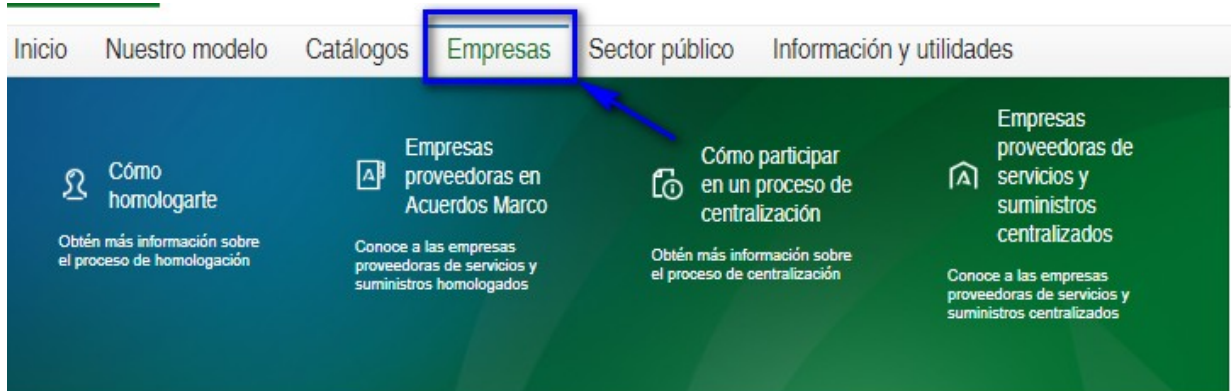 Inicio Nuestro modelo Catálogos Empresas Sector público Información y utilidades
Cómo
homologarte
Obtén más información sobre
el proceso de homologación
Empresas
proveedoras en
Acuerdos Marco
Conoce a las empresas
proveedoras de servicios y
suministros homologados
Cómo participar
en un proceso de
centralización
Obtén más información sobre
el proceso de centralización
Empresas
proveedoras de
servicios y
suministros
centralizados
Conoce a las empresas
proveedoras de servicios y
suministros centralizados